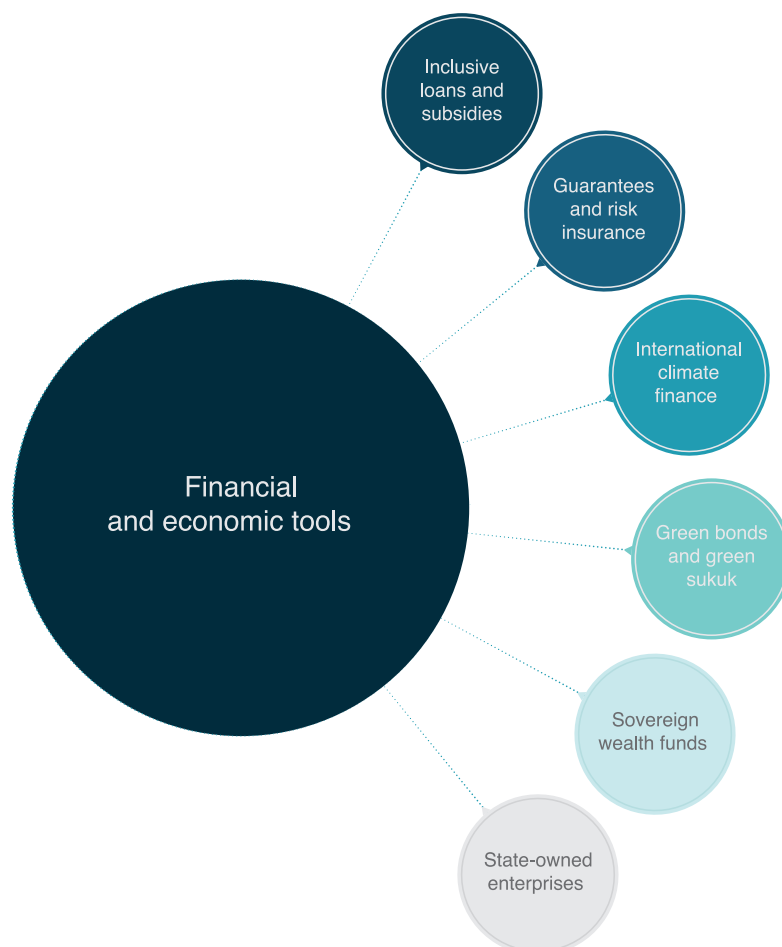 Inclusive
loans and
subsidies
Guarantees
and risk
insurance
International
climate
finance
Financial
and economic tools
Green bonds
and green
sukuk
Sovereign
wealth funds
State-owned
enterprises